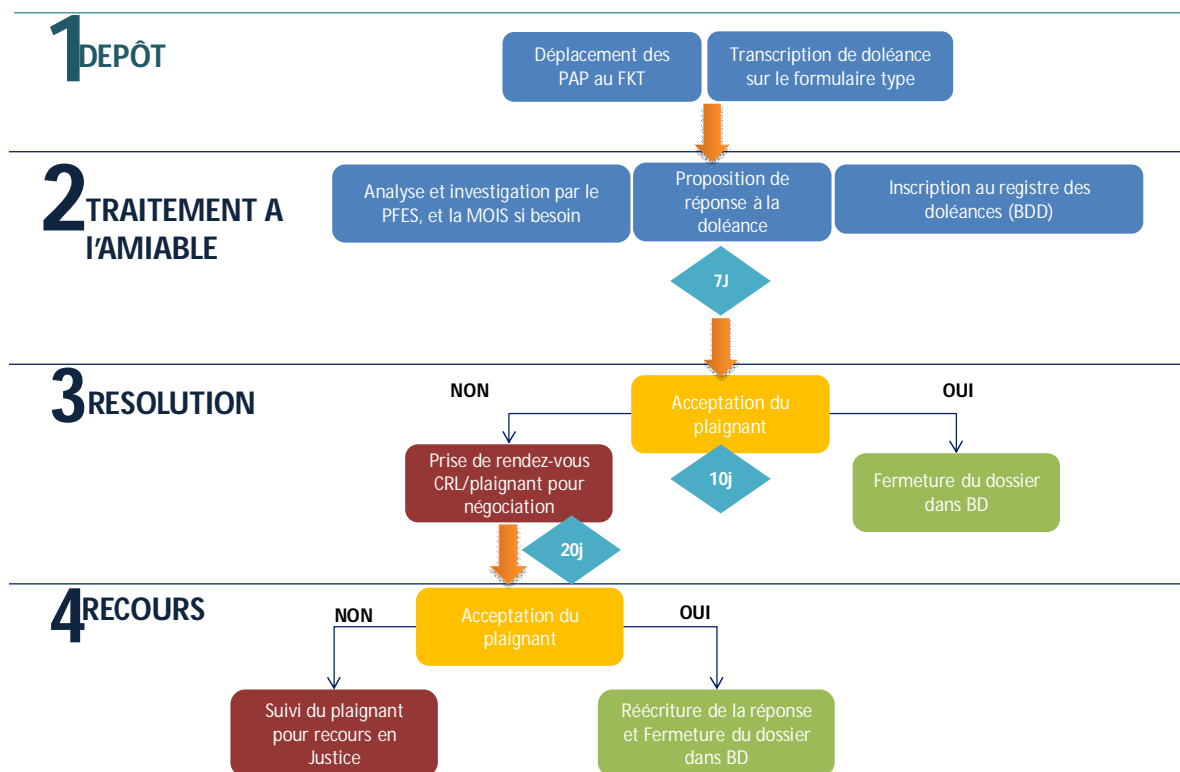 1 DEPÔT
Déplacement des
PAP au FKT
Transcription de doléance
sur le formulaire type
2 TRAITEMENT A
l'AMIABLE
Analyse et investigation par le
PFES, et la MOIS si besoin
Proposition de
réponse à la
doléance
Inscription au registre des
doléances (BDD)
7J
3 RESOLUTION
NON
Acceptation du
plaignant
OUI
Prise de rendez-vous
CRL/plaignant pour
négociation
10j
Fermeture du dossier
dans BD
20j
4 RECOURS
NON
Acceptation du
plaignant
OUI
Suivi du plaignant
pour recours en
Justice
Réécriture de la réponse
et Fermeture du dossier
dans BD